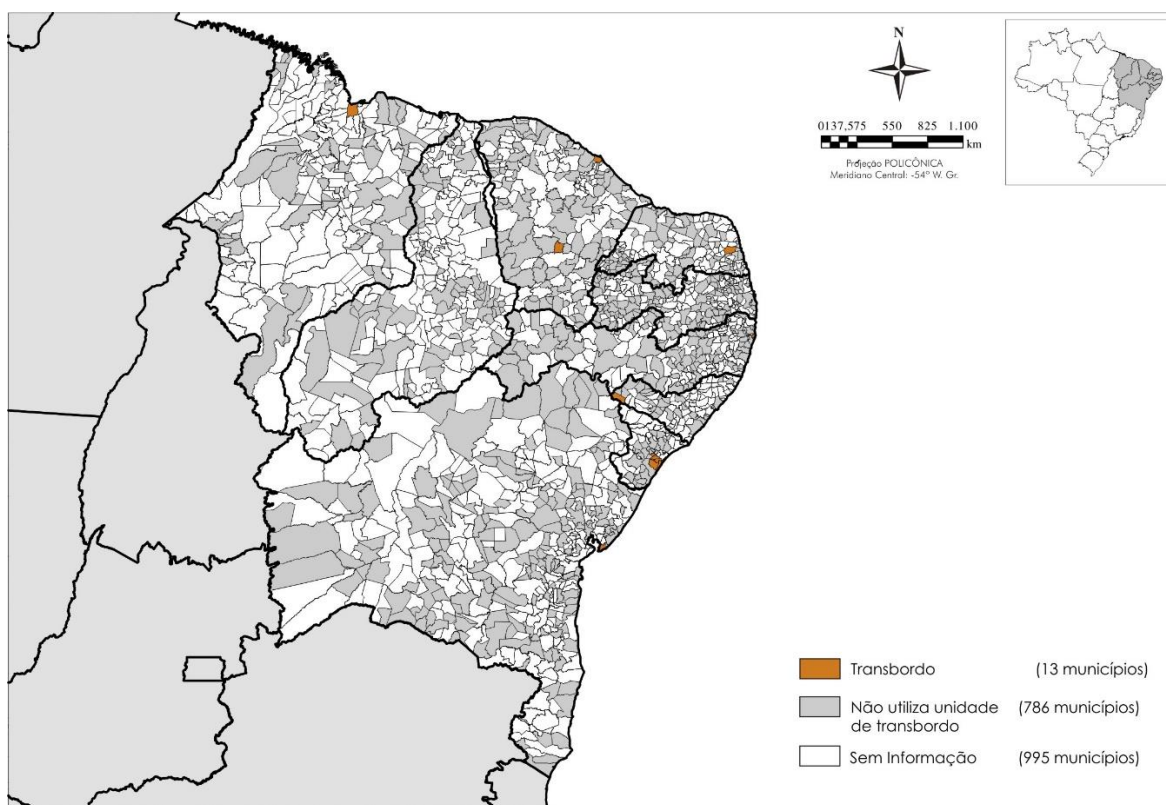 N
0137,575 550 825 1.100
km
Projeção POLICÔNICA
Meridiano Central: -54º W. Gr.
Transbordo (13 municípios)
Não utiliza unidade (786 municípios)
de transbordo
Sem Informação (995 municípios)